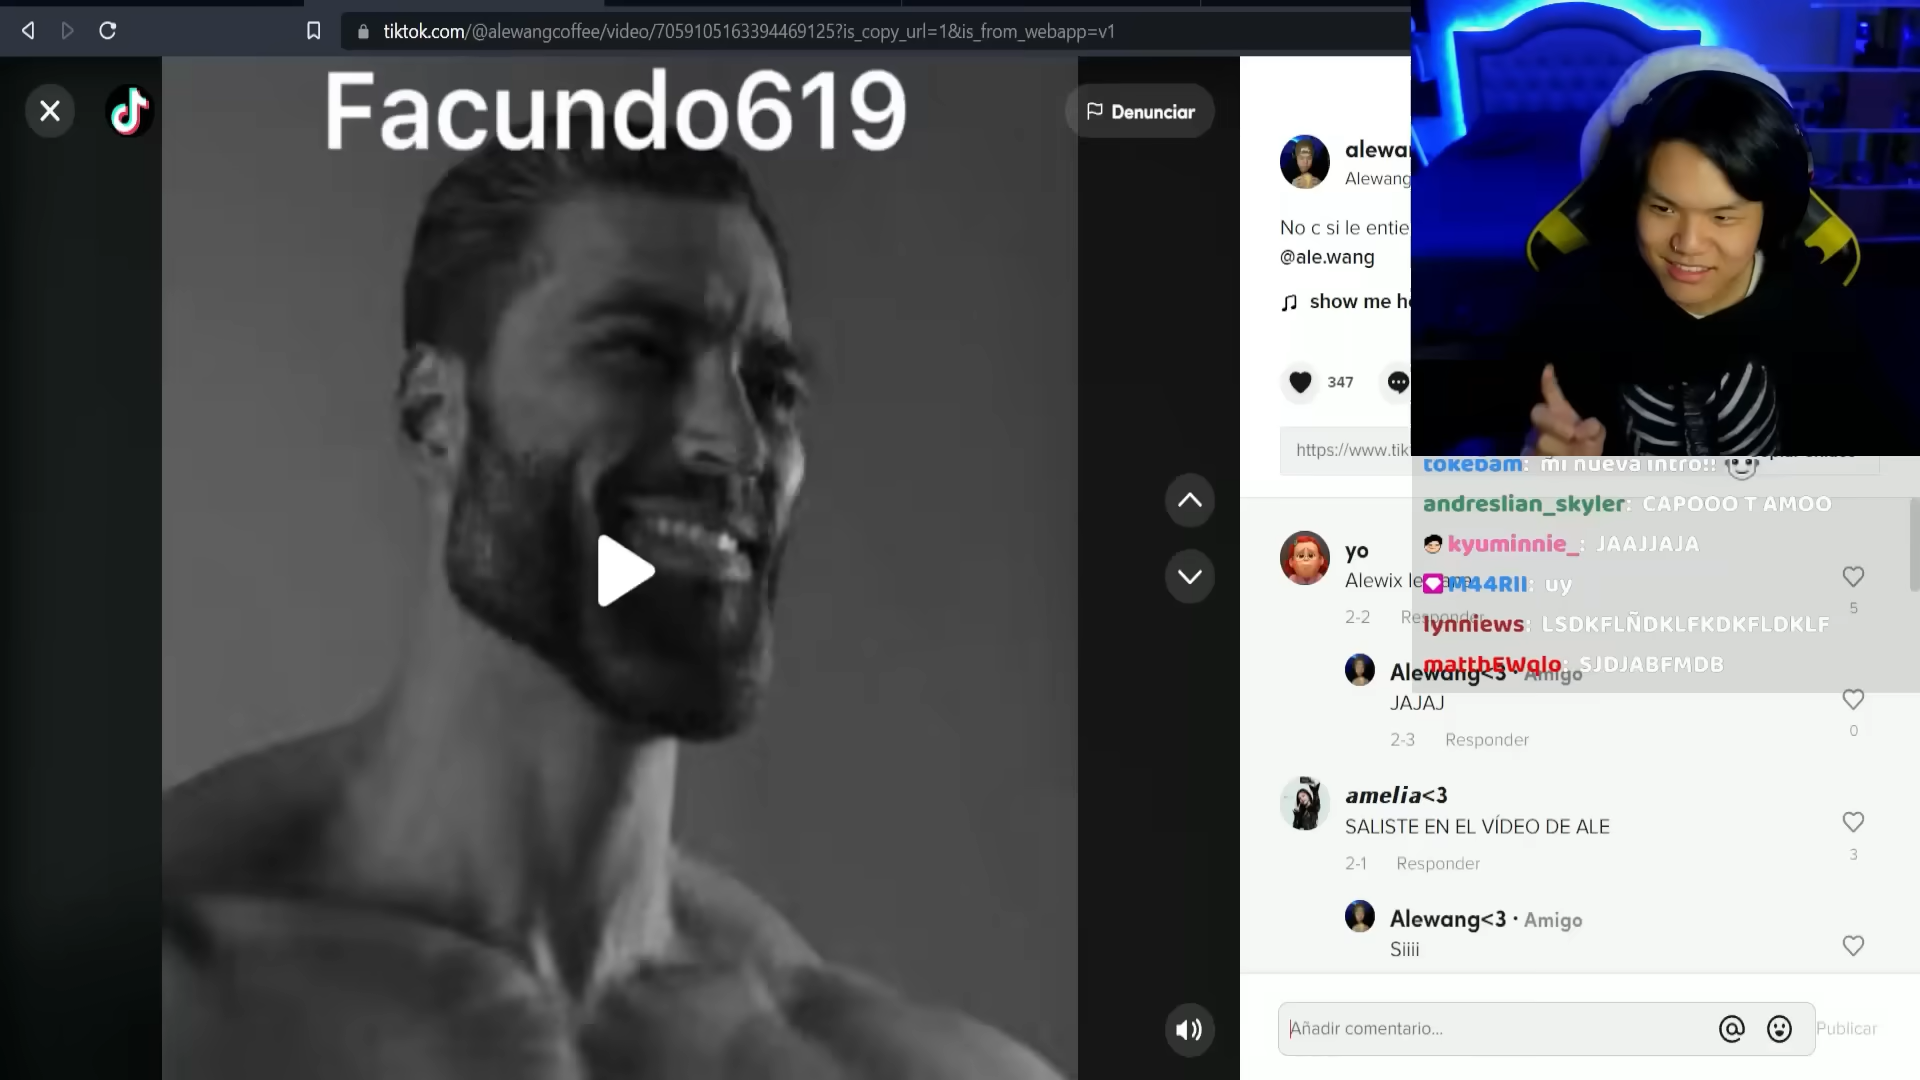 tiktok.com/@alewangcoffee/video/7059105163394469125?is_copy_url=1&is_from_webapp=v1
Facundo619
Denunciar
alewa
Alewang
No c si le entie
@ale.wang
show me h
347
https://www.tik
tokebam: mi nueva intro!!
andreslian_skyler: CAPOOO T AMOO
kyuminnie_: JAAJJAJA
M44RII: uy
lynniews: LSDKFLÑDKLFKDKFLDKLF
matthEWqlo: SJDJABFMDB
yo
Alewix le
5
2-2 Responder
Alewang<3 · Amigo
JAJAJ
0
2-3 Responder
amelia<3
SALISTE EN EL VÍDEO DE ALE
3
2-1 Responder
Alewang<3 · Amigo
Siiii
Añadir comentario...
Publicar